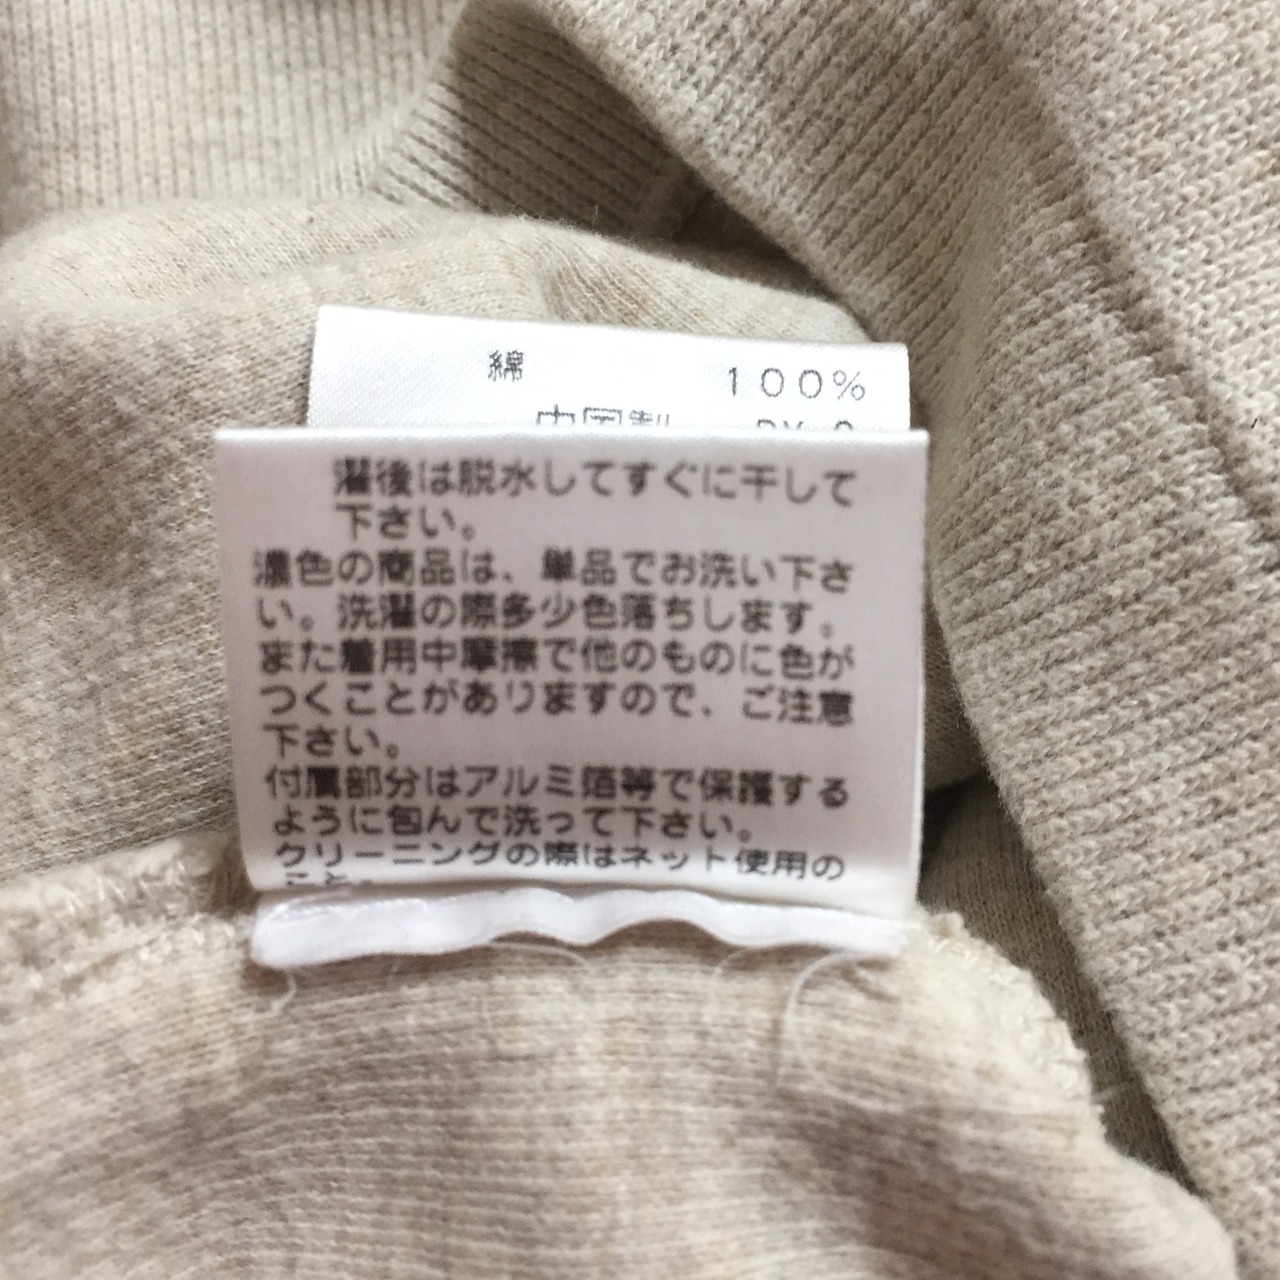 綿 100%
中国製
濯後は脱水してすぐに干して
下さい。
濃色の商品は、単品でお洗い下さ
い。洗濯の際多少色落ちします。
また着用中摩擦で他のものに色が
つくことがありますので、ご注意
下さい。
付属部分はアルミ箔等で保護する
ように包んで洗って下さい。
クリーニングの際はネット使用の
こと。